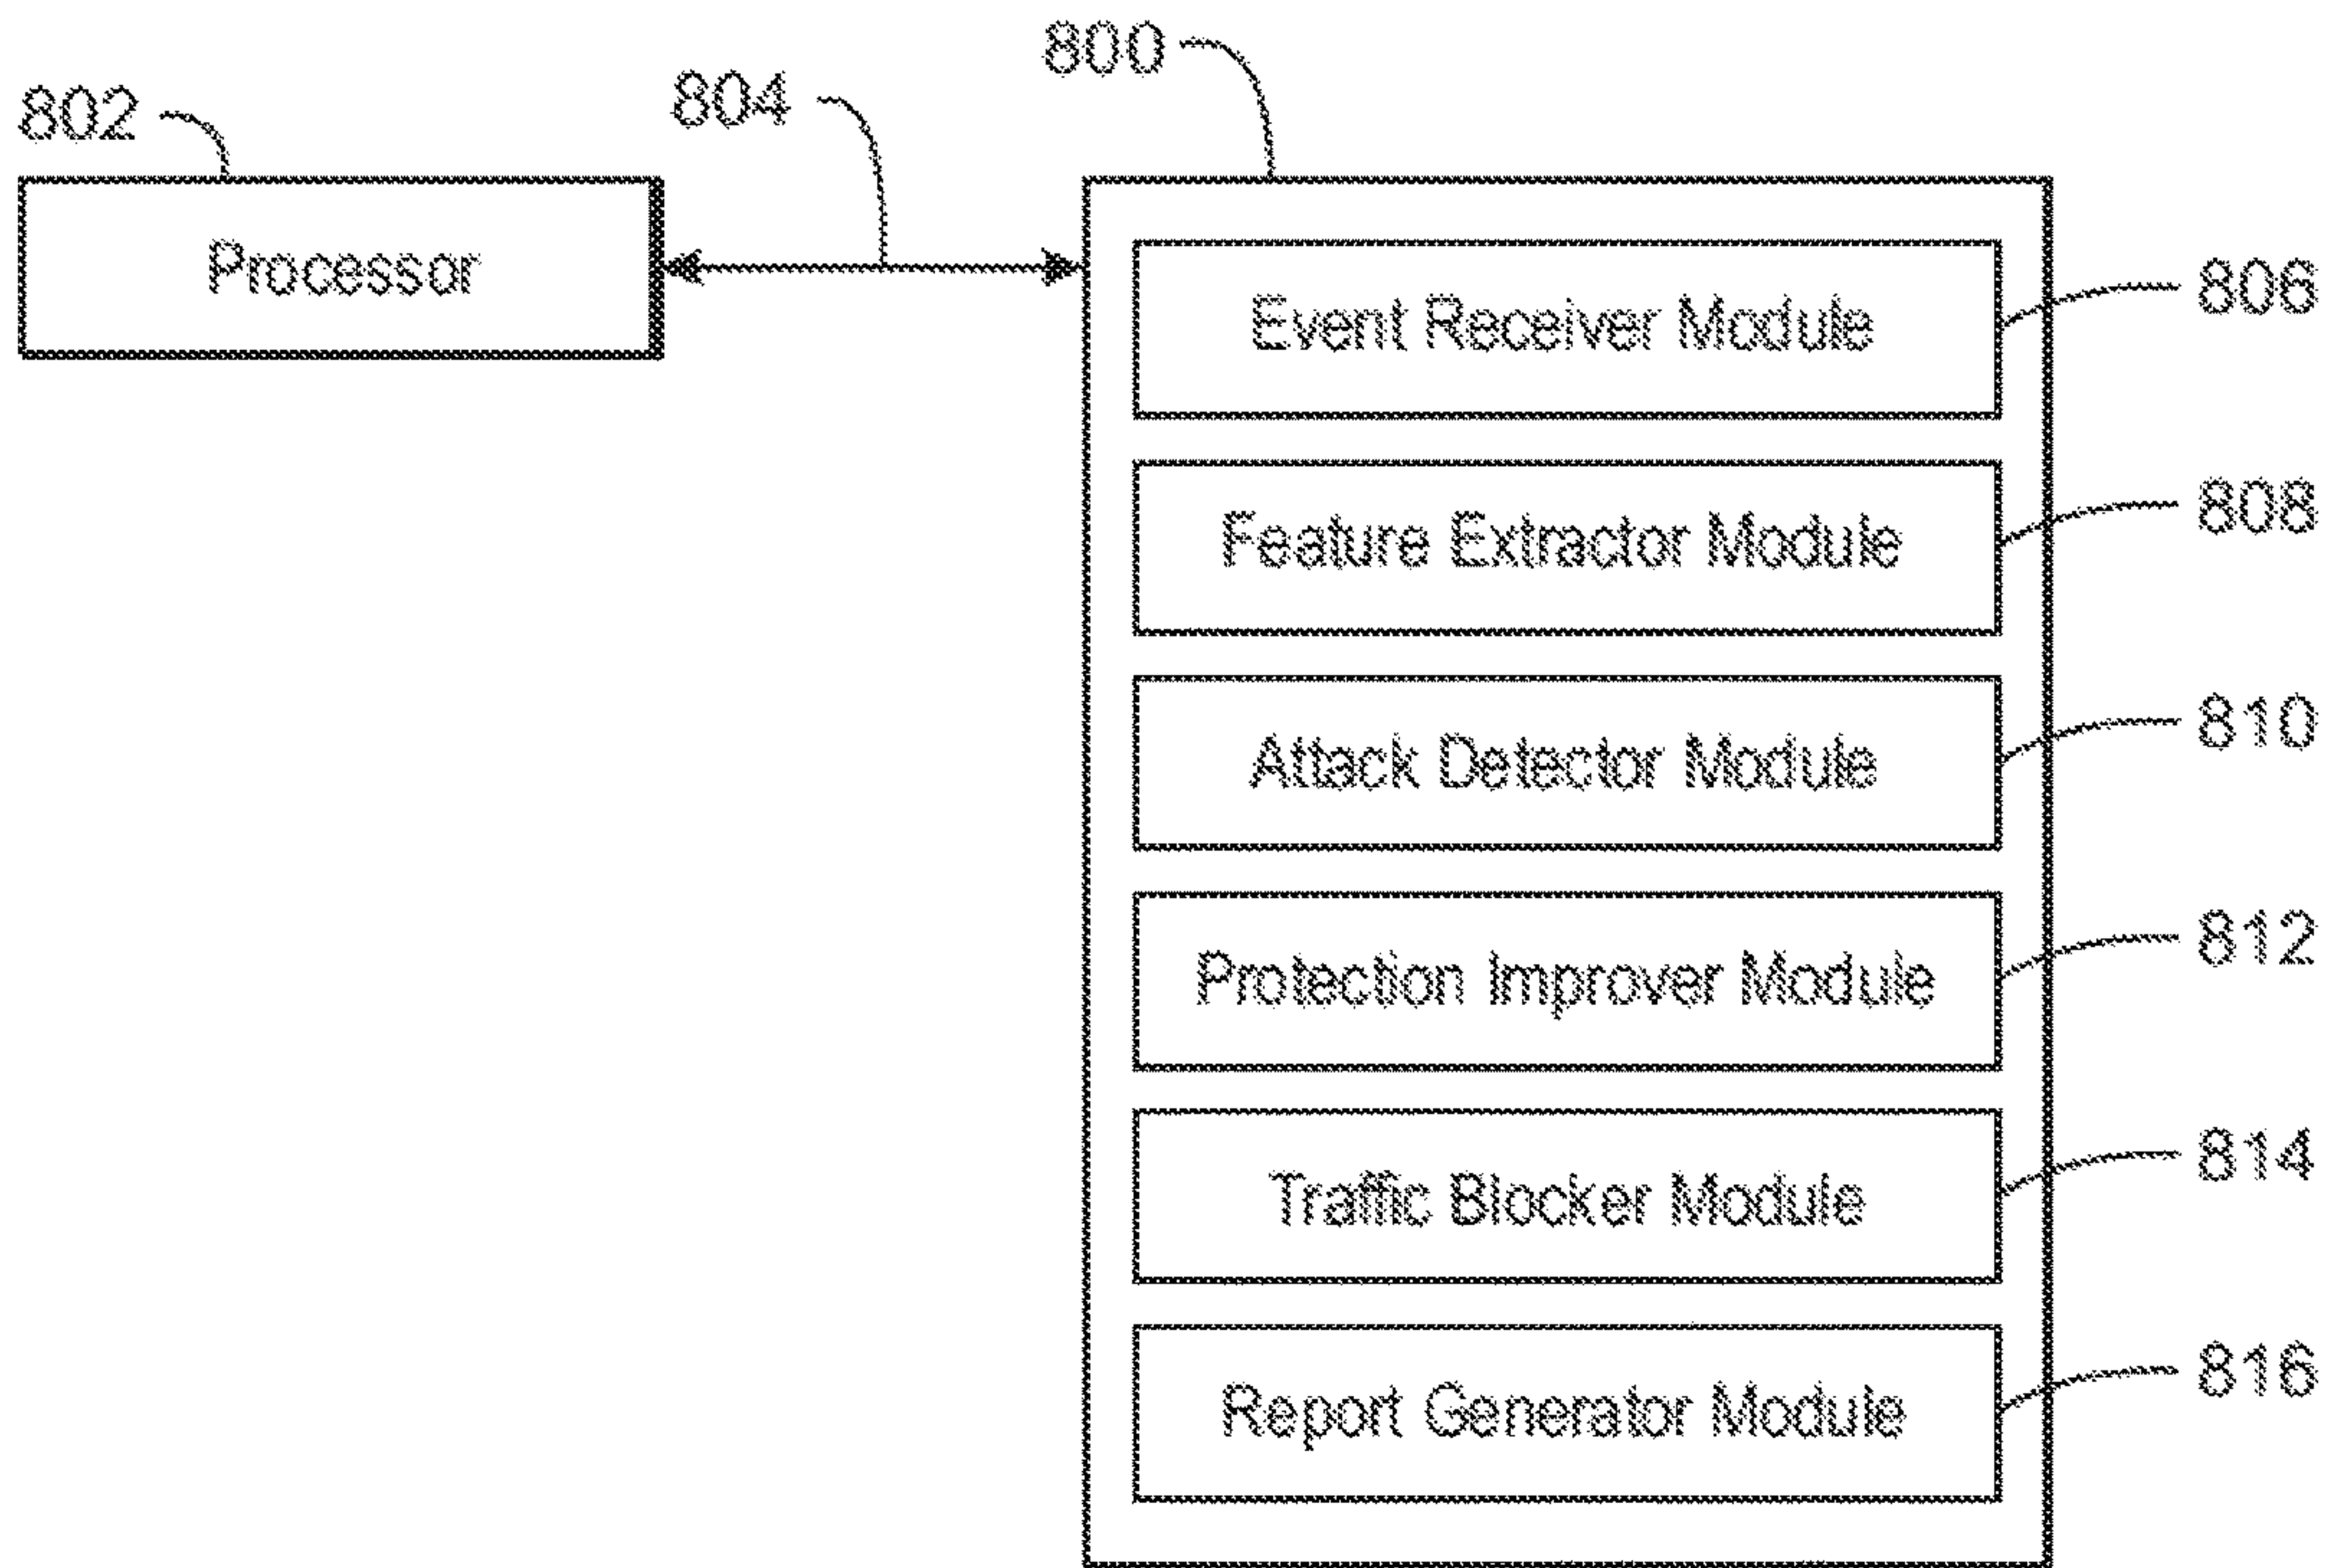 800
804
802
Processor
Event Receiver Module
806
Feature Extractor Module
808
Attack Detector Module
810
Protection Improver Module
812
Traffic Blocker Module
814
Report Generator Module
816